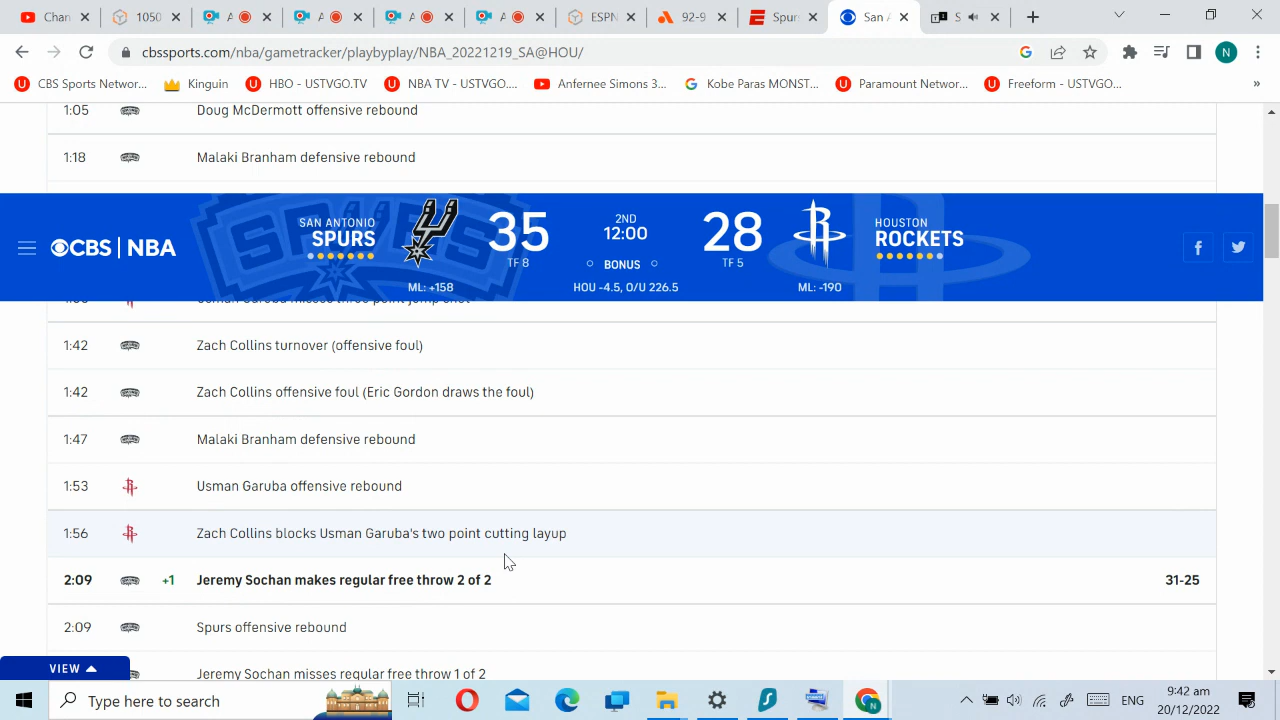 Chan
1050
A
A
A
A
ESPN
92-9
Spur
San A
S
cbssports.com/nba/gametracker/playbyplay/NBA_20221219_SA@HOU/
N
CBS Sports Network...
Kinguin
HBO - USTVGO.TV
NBA TV - USTVGO....
Anfernee Simons 3...
Kobe Paras MONST...
Paramount Networ...
Freeform - USTVGO...
»
1:05 Doug McDermott offensive rebound
1:18 Malaki Branham defensive rebound
CBS | NBA
SAN ANTONIO
SPURS
35
TF 8
ML: +158
2ND
12:00
BONUS
HOU -4.5, O/U 226.5
28
TF 5
ML: -190
HOUSTON
ROCKETS
1:42 Zach Collins turnover (offensive foul)
1:42 Zach Collins offensive foul (Eric Gordon draws the foul)
1:47 Malaki Branham defensive rebound
1:53 Usman Garuba offensive rebound
1:56 Zach Collins blocks Usman Garuba's two point cutting layup
2:09 +1 Jeremy Sochan makes regular free throw 2 of 2 31-25
2:09 Spurs offensive rebound
VIEW
Jeremy Sochan misses regular free throw 1 of 2
Type here to search
ENG
9:42 am
20/12/2022